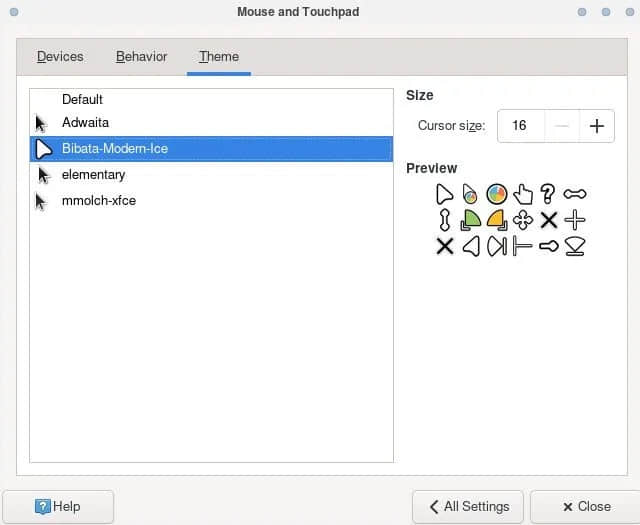 Mouse and Touchpad
Devices Behavior Theme
Default
Adwaita
Bibata-Modern-Ice
elementary
mmolch-xfce
Size
Cursor size: 16
Preview
Help
All Settings
Close